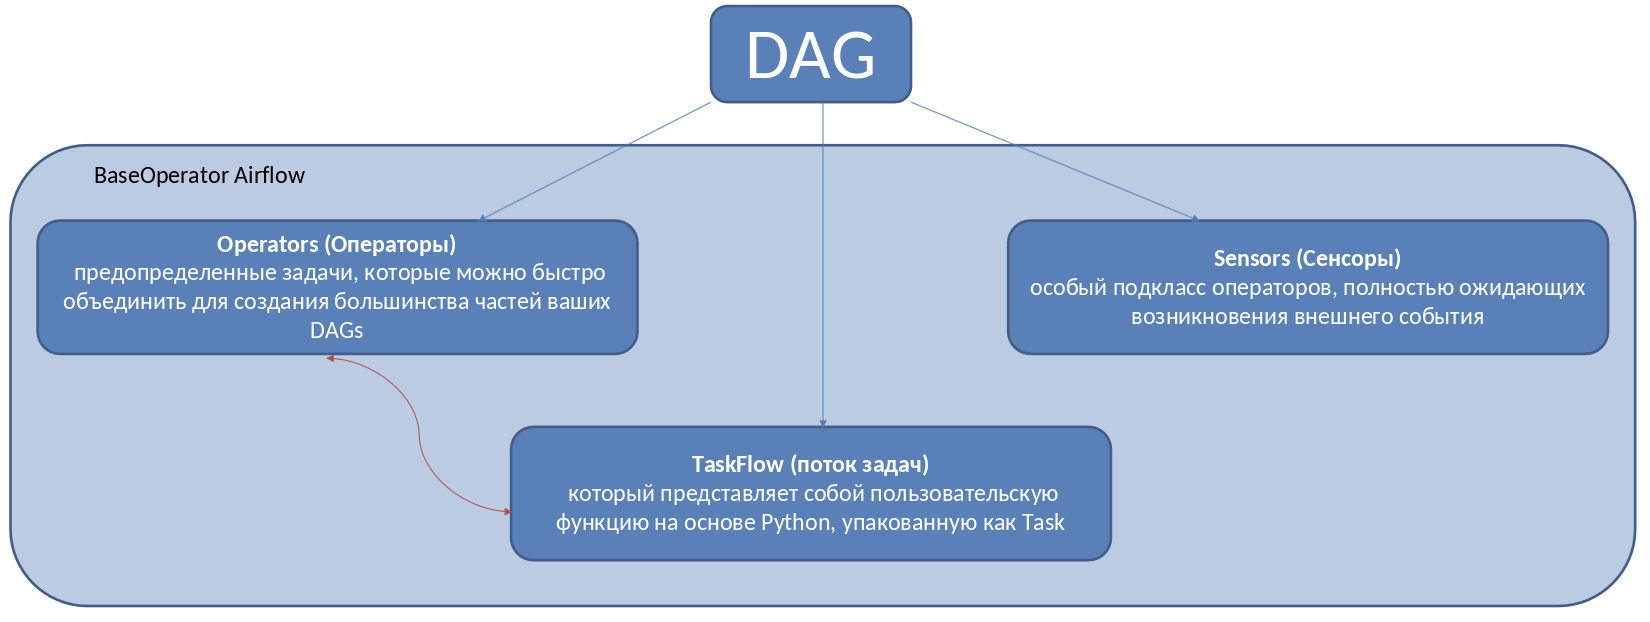 DAG
BaseOperator Airflow
Operators (Операторы)
предопределенные задачи, которые можно быстро
объединить для создания большинства частей ваших
DAGs
Sensors (Сенсоры)
особый подкласс операторов, полностью ожидающих
возникновения внешнего события
TaskFlow (поток задач)
который представляет собой пользовательскую
функцию на основе Python, упакованную как Task